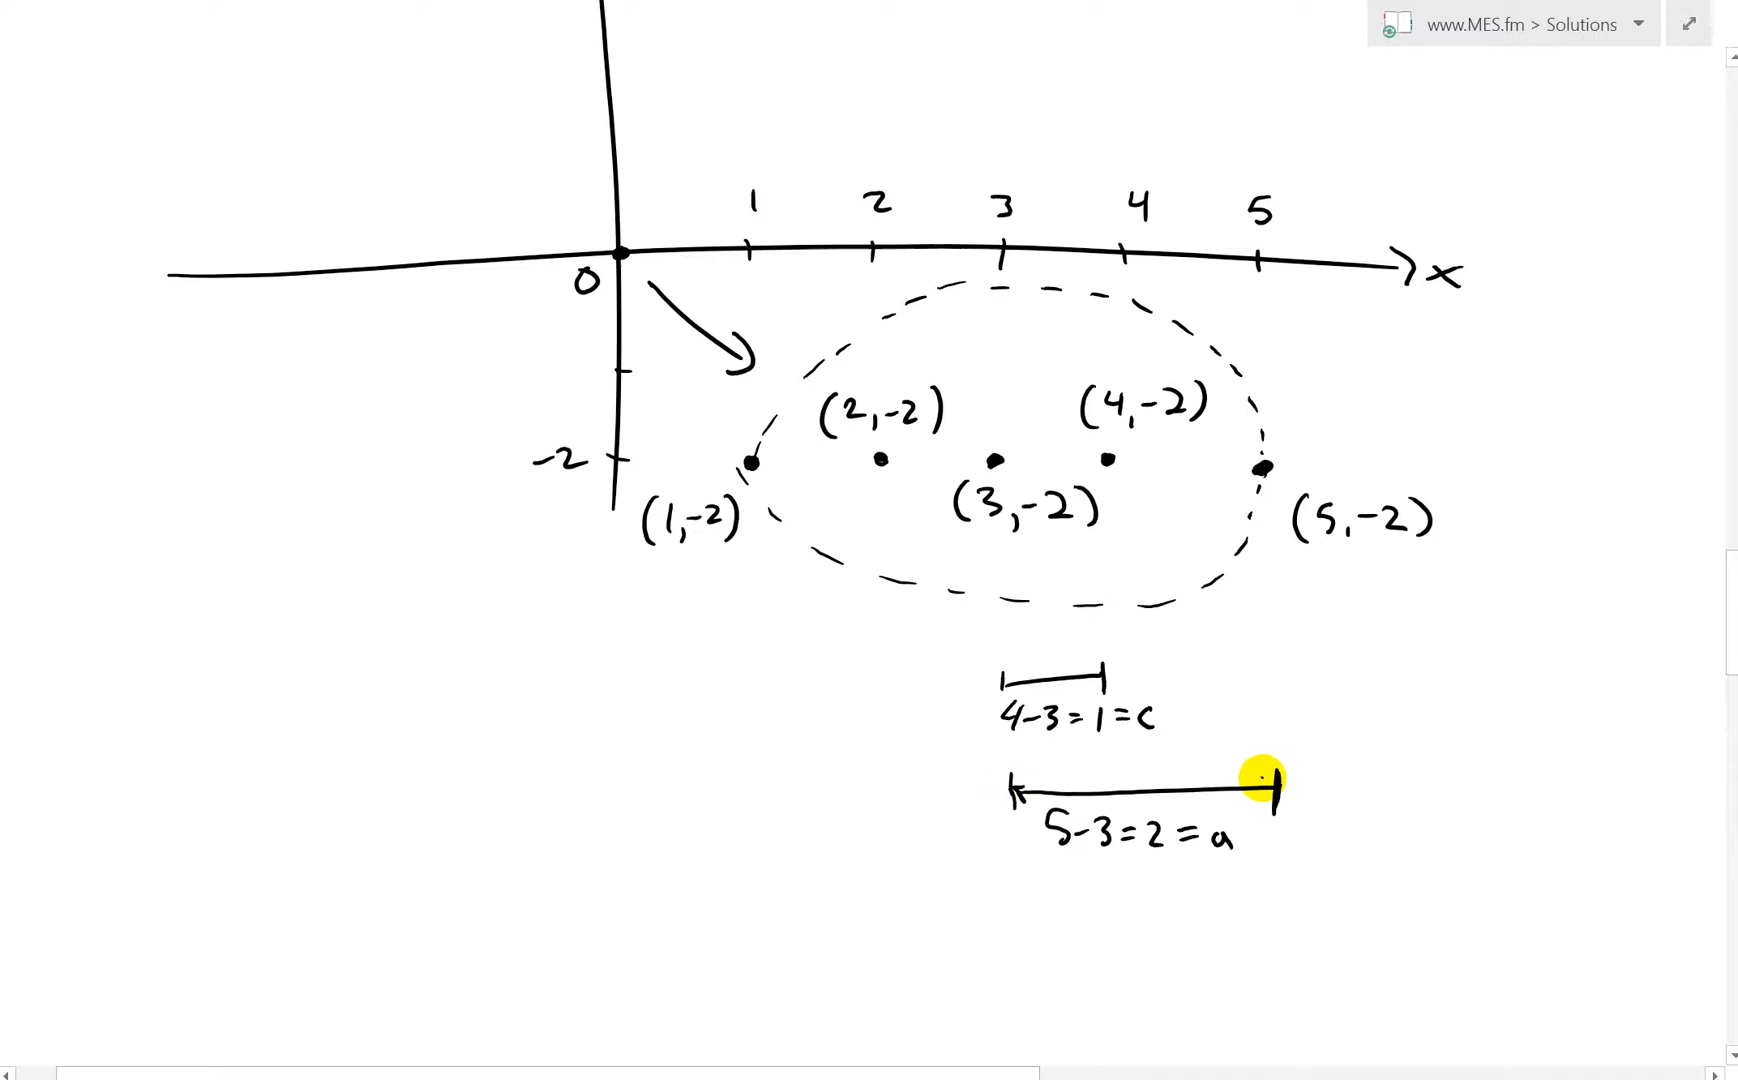 www.MES.fm > Solutions
1 2 3 4 5
0
x
(2,-2) (4,-2)
-2
(1,-2) (3,-2) (5,-2)
4-3=1=c
5-3=2=a